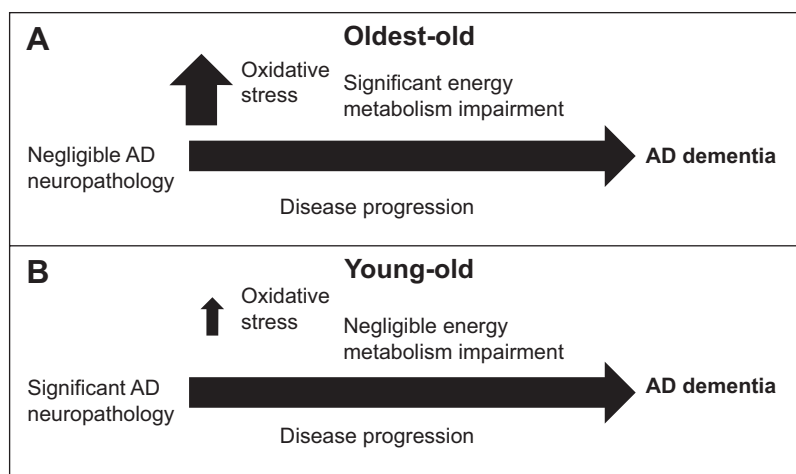 A
Oldest-old
Oxidative
stress
Significant energy
metabolism impairment
Negligible AD
neuropathology
AD dementia
Disease progression
B
Young-old
Oxidative
stress
Negligible energy
metabolism impairment
Significant AD
neuropathology
AD dementia
Disease progression